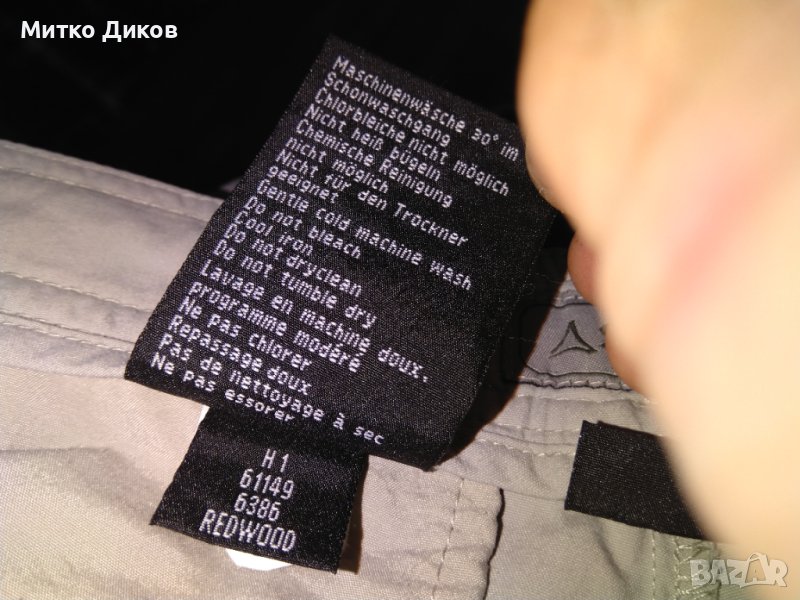 Митко Диков
Maschinenwäsche 30° im
Schonwaschgang
Chlorbleiche nicht möglich
Nicht heiß bügeln
Chemische Reinigung
nicht möglich
Nicht für den Trockner
geeignet
Gentle cold machine wash
Do not bleach
Cool iron
Do not dryclean
Do not tumble dry
Lavage en machine doux.
programme modéré
Ne pas chlorer
Repassage doux
Pas de nettoyage à sec
Ne pas essorer
H 1
61149
6386
REDWOOD
BAZAR